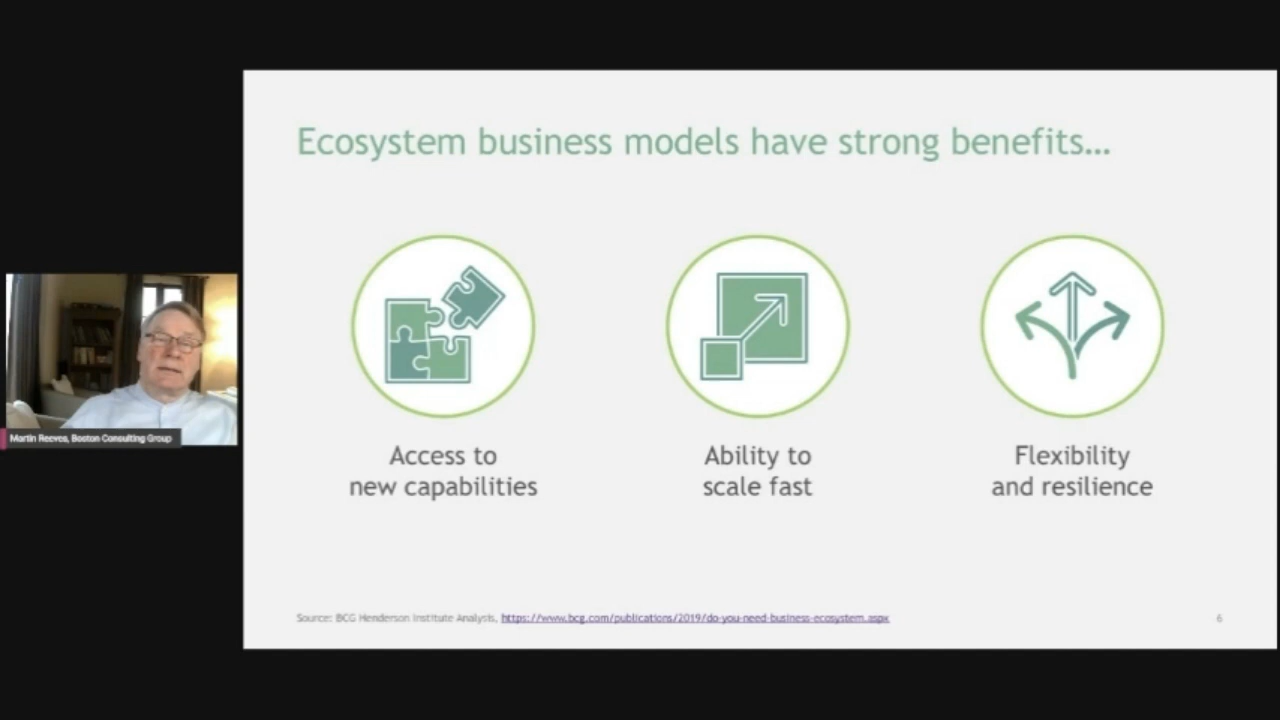 Ecosystem business models have strong benefits...
Access to
new capabilities
Ability to
scale fast
Flexibility
and resilience
Martin Reeves, Boston Consulting Group
Source: BCG Henderson Institute Analysis, https://www.bcg.com/publications/2019/do-you-need-business-ecosystem.aspx
6